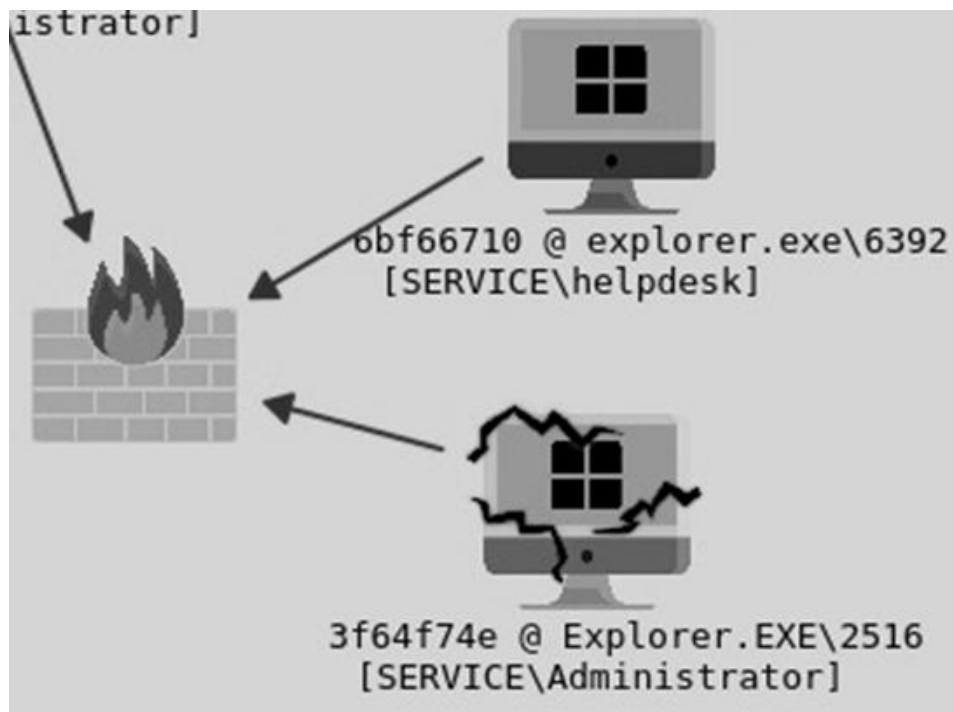 istrator]
6bf66710 @ explorer.exe\6392
[SERVICE\helpdesk]
3f64f74e @ Explorer.EXE\2516
[SERVICE\Administrator]